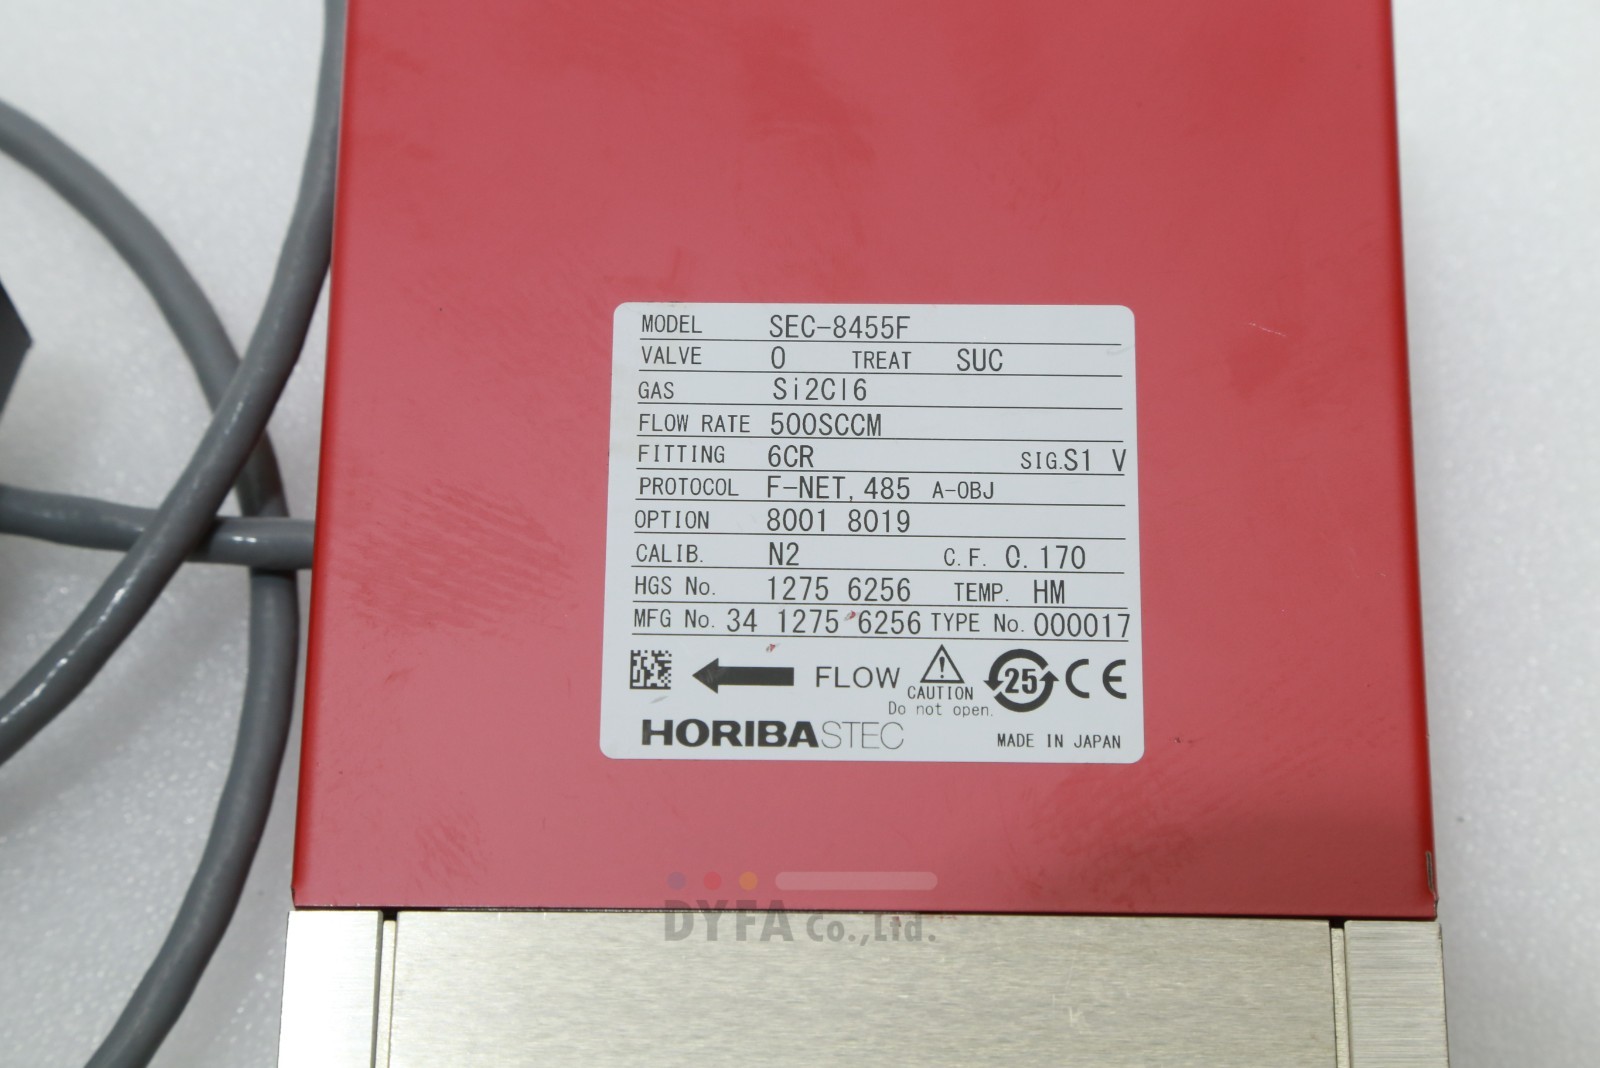 MODEL SEC-8455F
VALVE O TREAT SUC
GAS Si2Cl6
FLOW RATE 500SCCM
FITTING 6CR SIG.S1 V
PROTOCOL F-NET, 485 A-OBJ
OPTION 8001 8019
CALIB. N2 C.F. 0.170
HGS No. 1275 6256 TEMP. HM
MFG No. 34 1275 6256 TYPE No. 000017
FLOW
CAUTION
Do not open.
25
CE
HORIBASTEC
MADE IN JAPAN
DYFA Co.,Ltd.